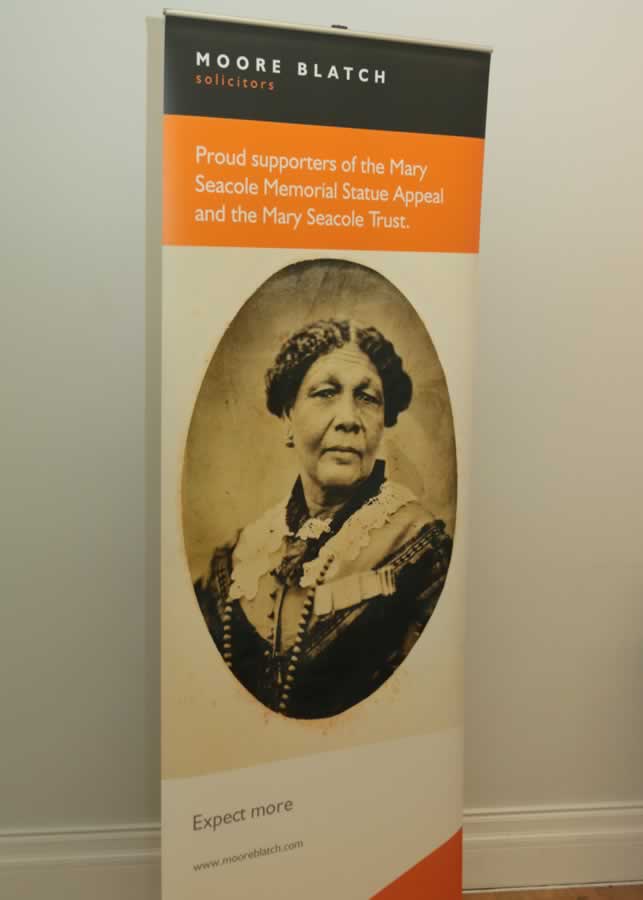 MOORE BLATCH
solicitors
Proud supporters of the Mary
Seacole Memorial Statue Appeal
and the Mary Seacole Trust.
Expect more
www.mooreblatch.com